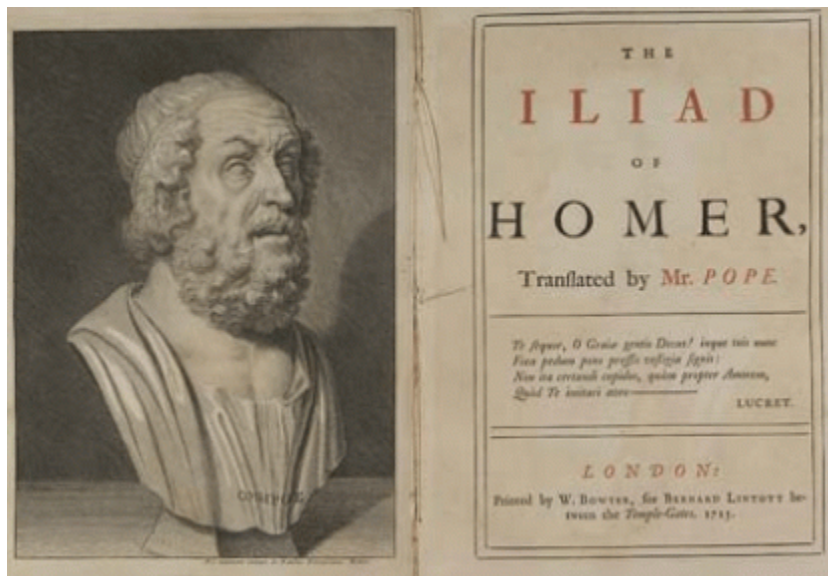 THE
ILIAD
OF
HOMER,
Tranſlated by Mr. POPE.
Te ſequor, O Graiæ gentis Decus! inque tuis nunc
pedum preſſis veſtigia ſignis:
Non ita certandi cupidus, quàm propter Amorem,
Quòd Te imitari aveo———
LUCRET.
LONDON:
Printed by W. BOWYER, for BERNARD LINTOTT be-
tween the Temple-Gates. 1715.